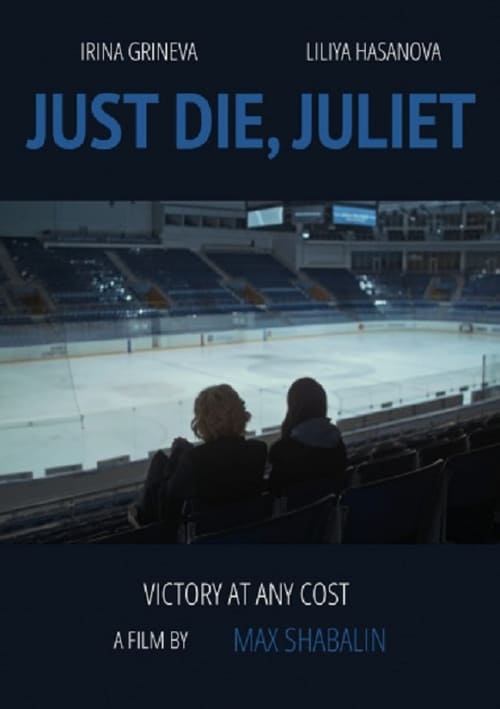 IRINA GRINEVA LILIYA HASANOVA
JUST DIE, JULIET
VICTORY AT ANY COST
A FILM BY MAX SHABALIN